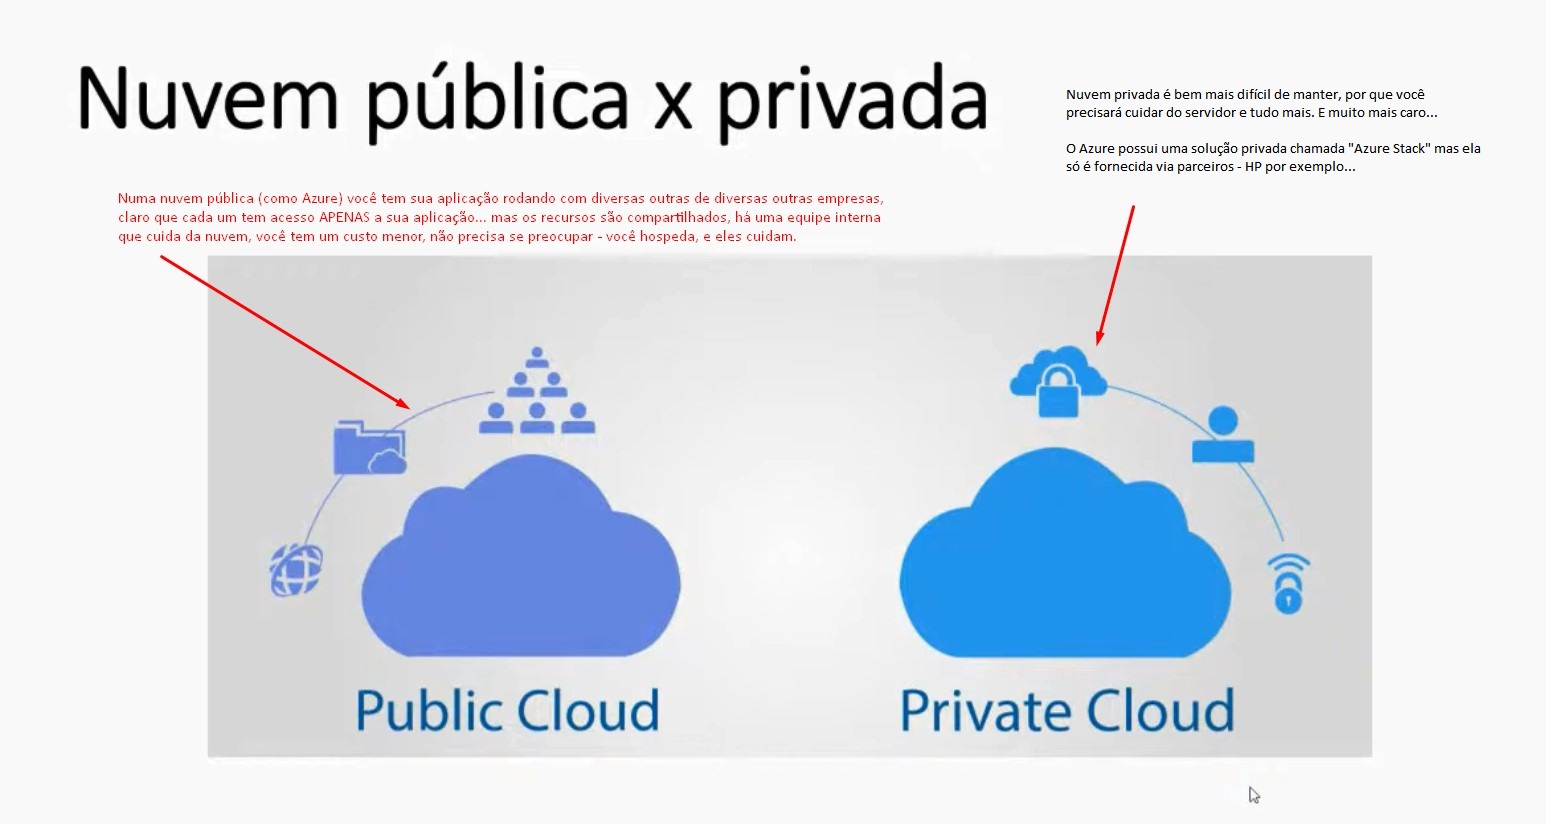 Nuvem pública x privada
Nuvem privada é bem mais difícil de manter, por que você
precisará cuidar do servidor e tudo mais. E muito mais caro...
O Azure possui uma solução privada chamada "Azure Stack" mas ela
só é fornecida via parceiros - HP por exemplo...
Numa nuvem pública (como Azure) você tem sua aplicação rodando com diversas outras de diversas outras empresas,
claro que cada um tem acesso APENAS a sua aplicação... mas os recursos são compartilhados, há uma equipe interna
que cuida da nuvem, você tem um custo menor, não precisa se preocupar - você hospeda, e eles cuidam.
Public Cloud
Private Cloud